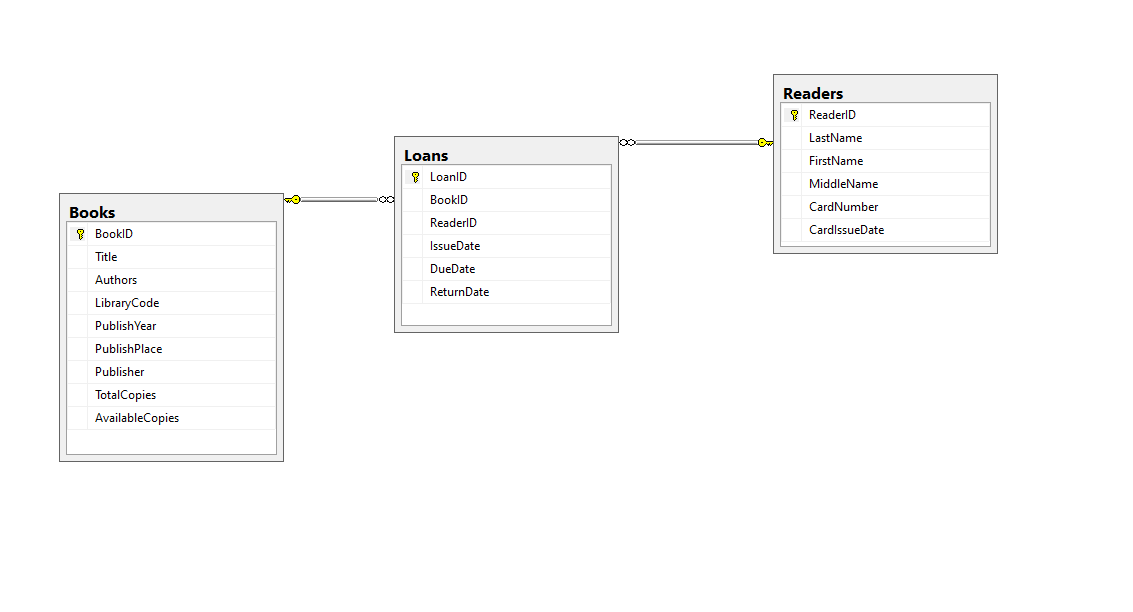 Books
BookID
Title
Authors
LibraryCode
PublishYear
PublishPlace
Publisher
TotalCopies
AvailableCopies
Loans
LoanID
BookID
ReaderID
IssueDate
DueDate
ReturnDate
Readers
ReaderID
LastName
FirstName
MiddleName
CardNumber
CardIssueDate